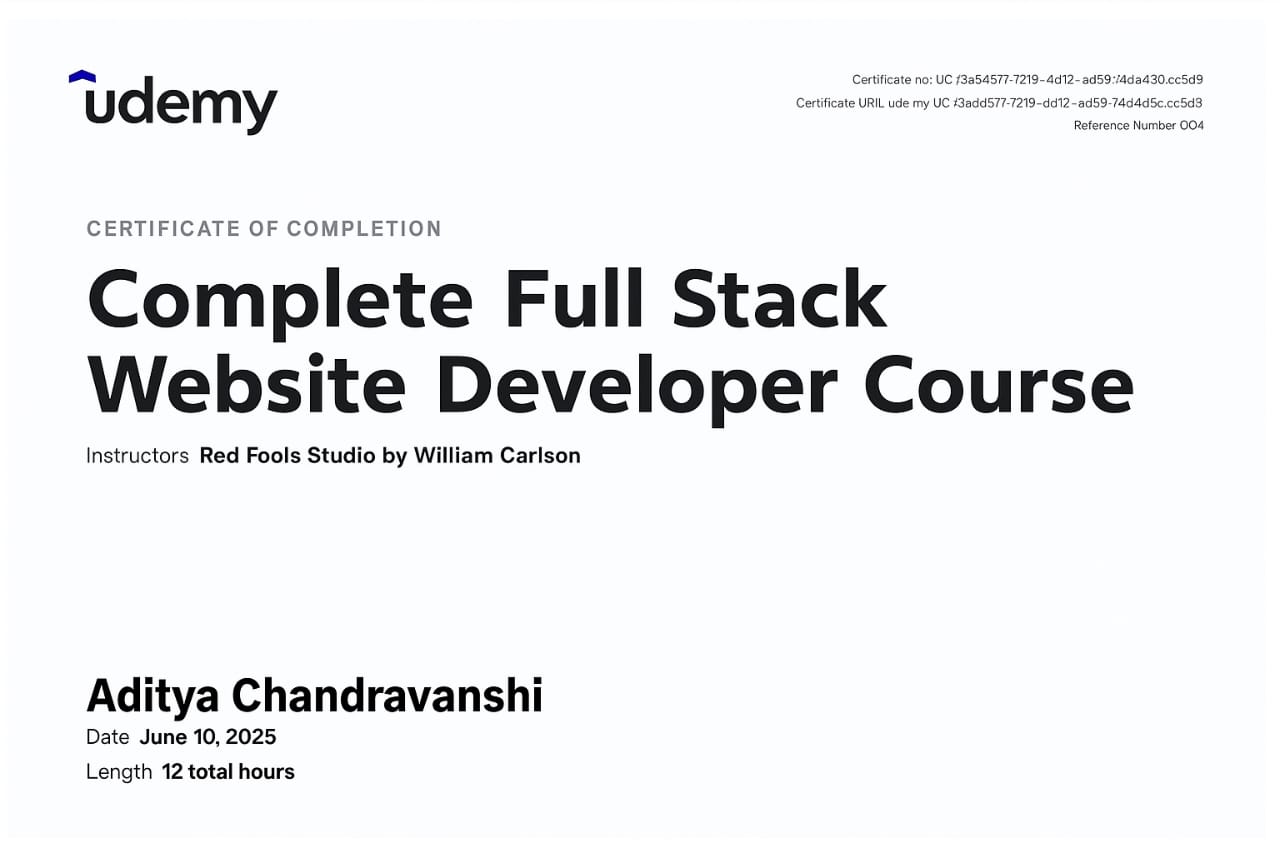 udemy
Certificate no: UC f3a54577-7219-4d12-ad59:/4da430.cc5d9
Certificate URIL ude my UC f3add577-7219-dd12-ad59-74d4d5c.cc5d3
Reference Number OO4
CERTIFICATE OF COMPLETION
Complete Full Stack
Website Developer Course
Instructors Red Fools Studio by William Carlson
Aditya Chandravanshi
Date June 10, 2025
Length 12 total hours